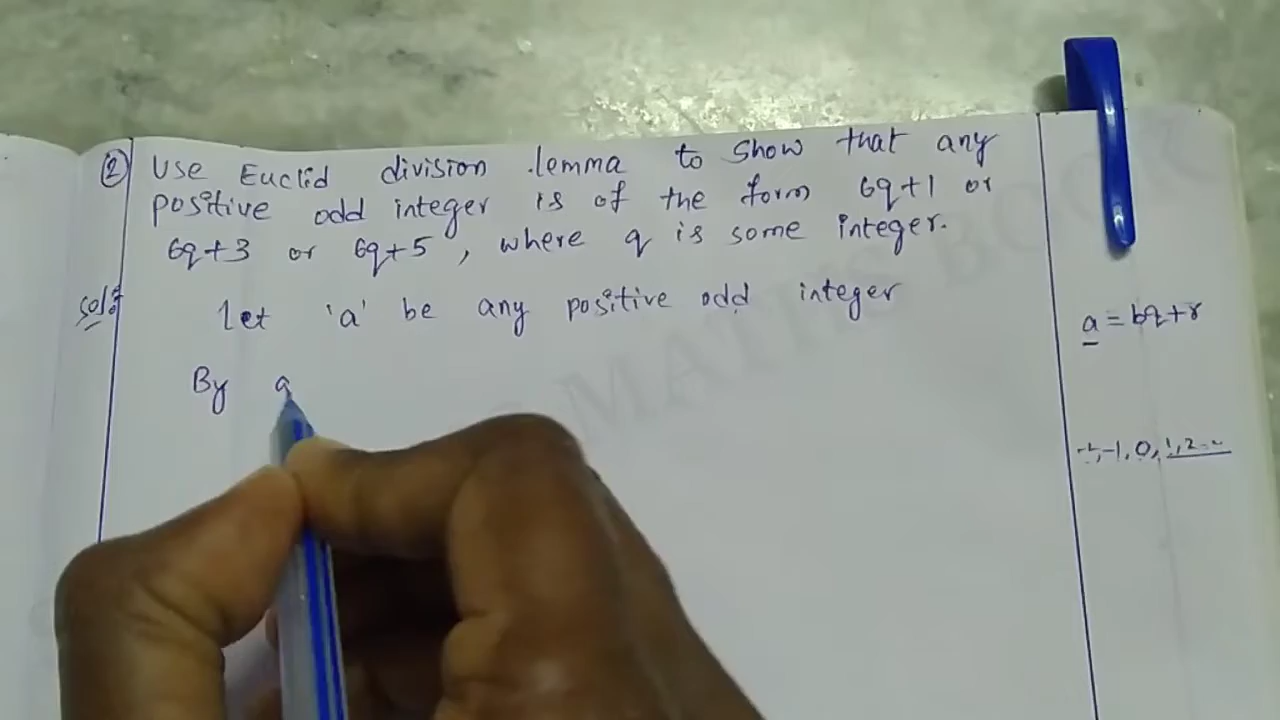 ② Use Euclid division lemma to show that any
positive odd integer is of the form 6q+1 or
6q+3 or 6q+5, where q is some integer.
Sol:
Let 'a' be any positive odd integer
a = bq+r
By a
-1, 0, 1, 2
MATHS BO